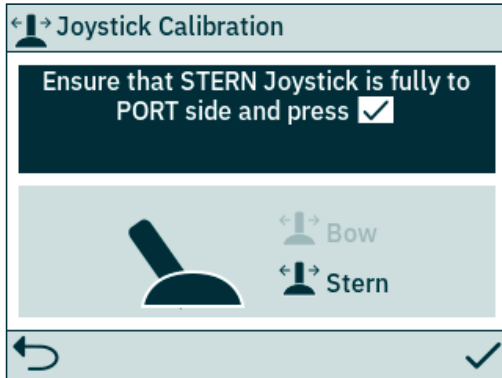 Joystick Calibration
Ensure that STERN Joystick is fully to
PORT side and press
Bow
Stern